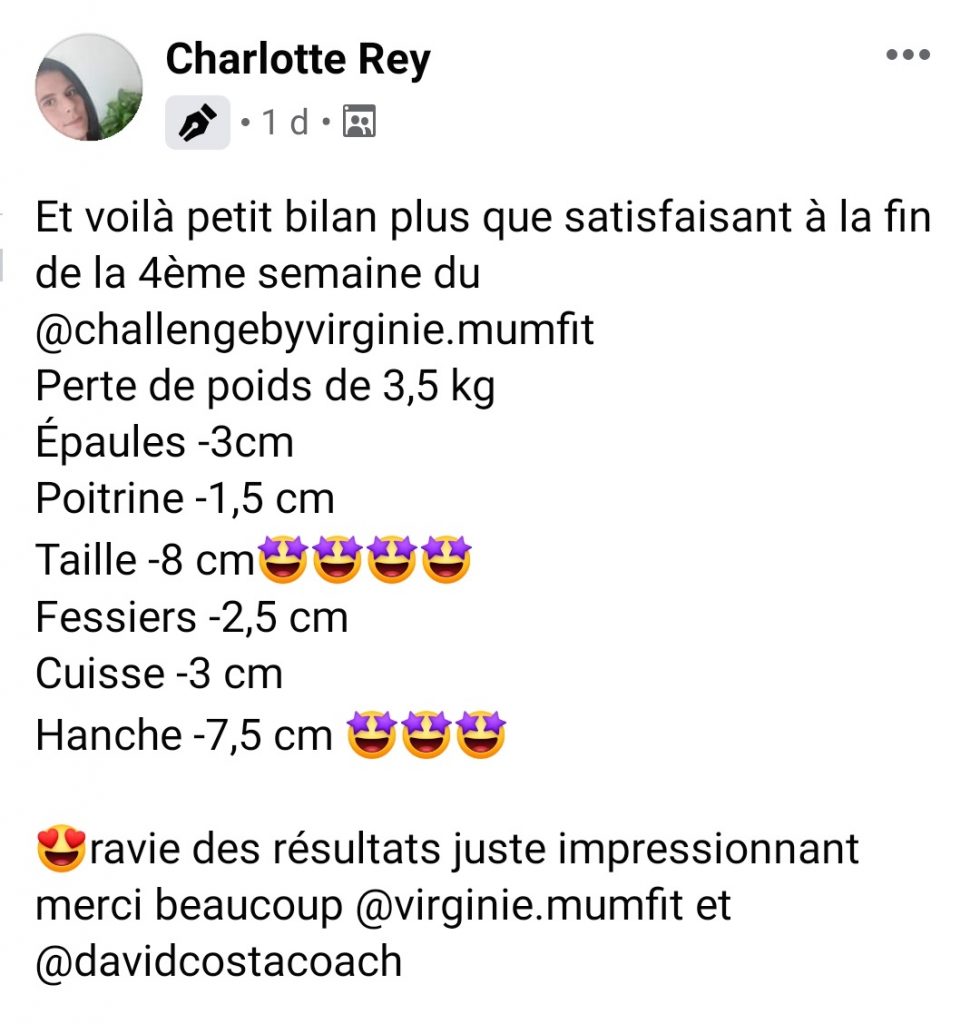 Charlotte Rey
• 1 d •
Et voilà petit bilan plus que satisfaisant à la fin
de la 4ème semaine du
@challengebyvirginie.mumfit
Perte de poids de 3,5 kg
Épaules -3cm
Poitrine -1,5 cm
Taille -8 cm🤩🤩🤩🤩
Fessiers -2,5 cm
Cuisse -3 cm
Hanche -7,5 cm 🤩🤩🤩
😍ravie des résultats juste impressionnant
merci beaucoup @virginie.mumfit et
@davidcostacoach